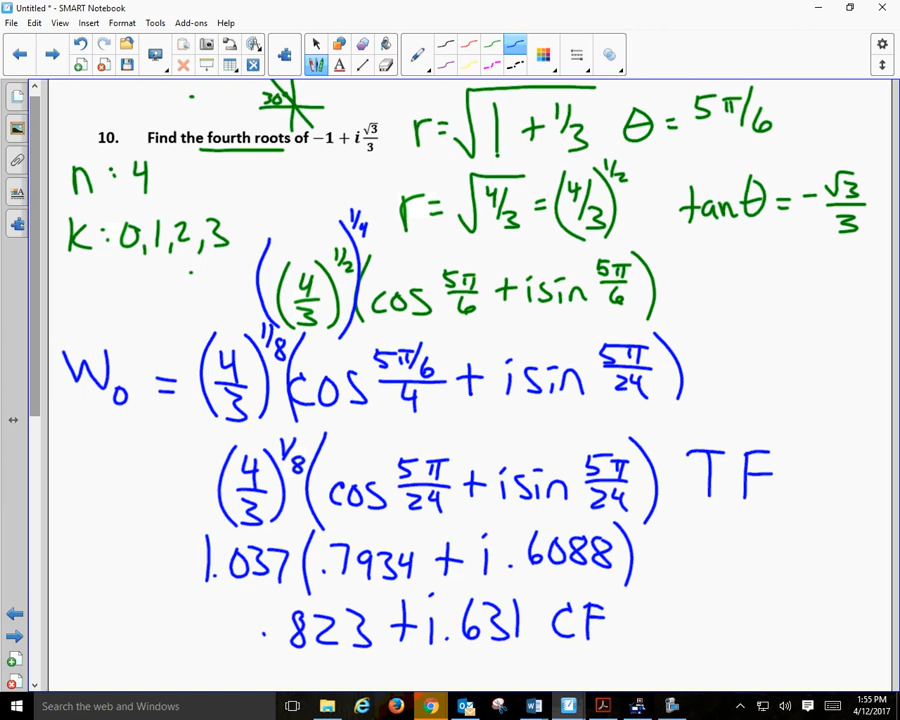 Untitled * - SMART Notebook
File Edit View Insert Format Tools Add-ons Help
30°
r = √(1 + 1/3) θ = 5π/6
10. Find the fourth roots of −1 + i √3/3
n : 4
r = √(4/3) = (4/3)^1/2 tanθ = −√3/3
k : 0,1,2,3
((4/3)^1/2)^1/4 (cos 5π/6 + isin 5π/6)
W₀ = (4/3)^1/8 (cos (5π/6)/4 + isin 5π/24)
(4/3)^1/8 (cos 5π/24 + isin 5π/24) TF
1.037(.7934 + i .6088)
.823 + i .631 CF
Search the web and Windows
1:55 PM
4/12/2017